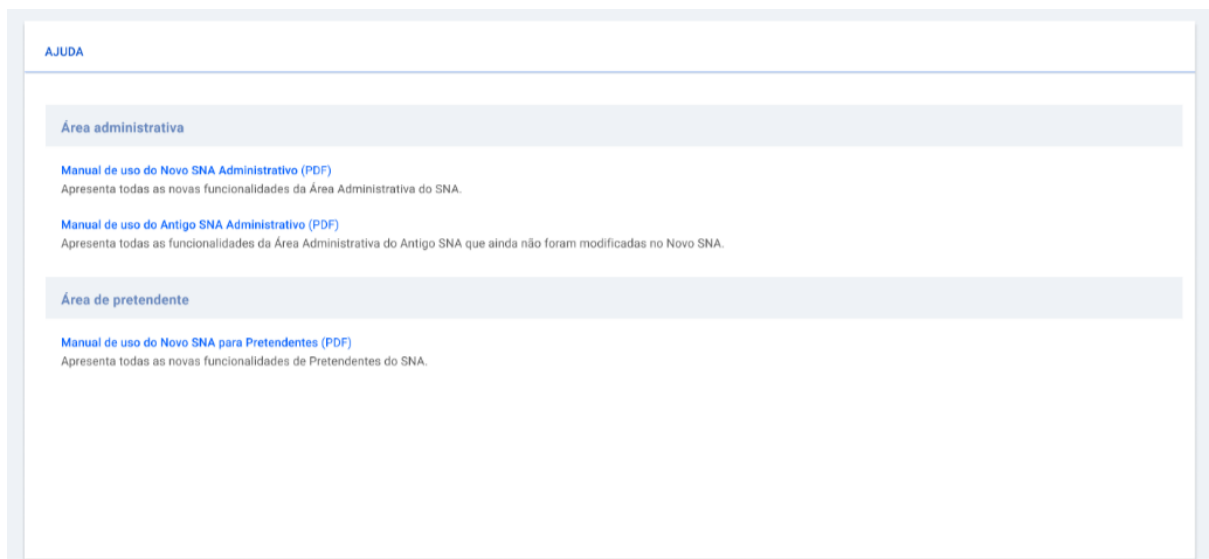 AJUDA
Área administrativa
Manual de uso do Novo SNA Administrativo (PDF)
Apresenta todas as novas funcionalidades da Área Administrativa do SNA.
Manual de uso do Antigo SNA Administrativo (PDF)
Apresenta todas as funcionalidades da Área Administrativa do Antigo SNA que ainda não foram modificadas no Novo SNA.
Área de pretendente
Manual de uso do Novo SNA para Pretendentes (PDF)
Apresenta todas as novas funcionalidades de Pretendentes do SNA.